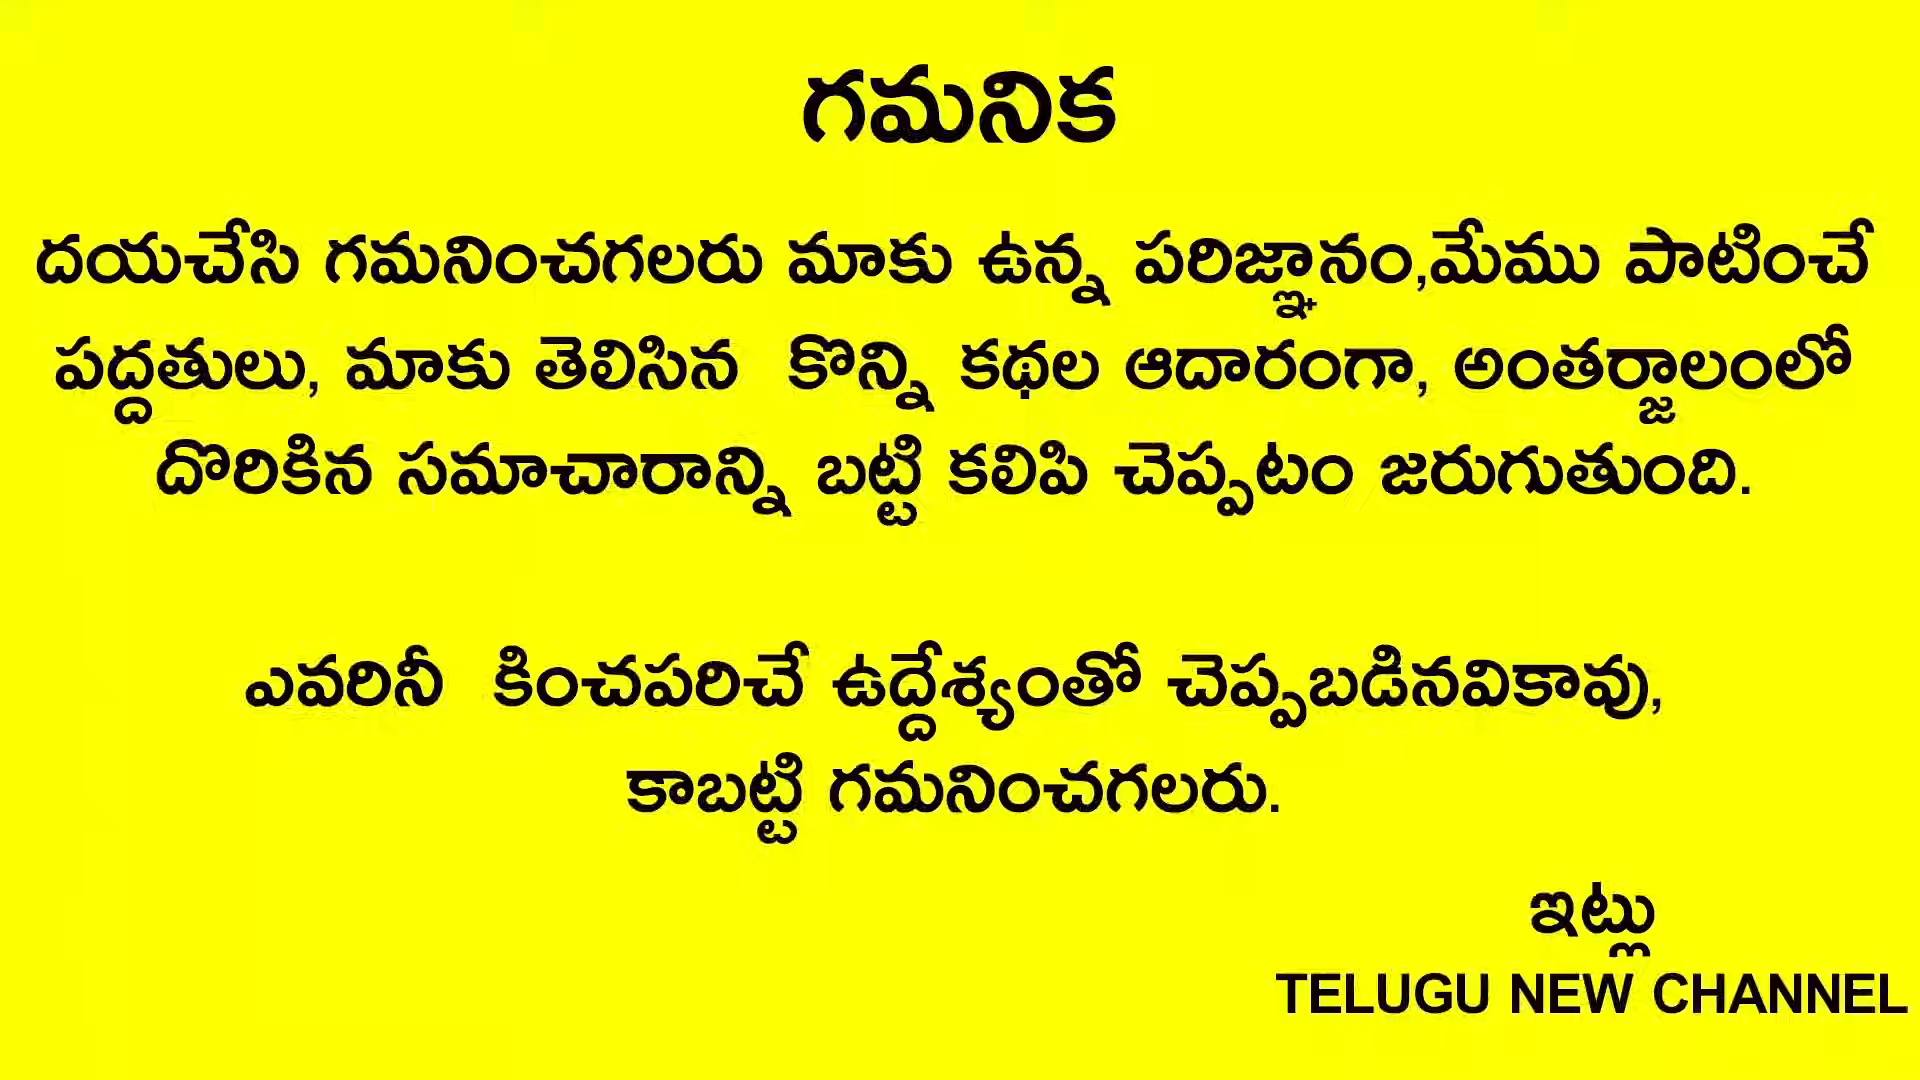 గమనిక
దయచేసి గమనించగలరు మాకు ఉన్న పరిజ్ఞానం,మేము పాటించే
పద్దతులు, మాకు తెలిసిన కొన్ని కథల ఆదారంగా, అంతర్జాలంలో
దొరికిన సమాచారాన్ని బట్టి కలిపి చెప్పటం జరుగుతుంది.
ఎవరినీ కించపరిచే ఉద్దేశ్యంతో చెప్పబడినవికావు,
కాబట్టి గమనించగలరు.
ఇట్లు
TELUGU NEW CHANNEL